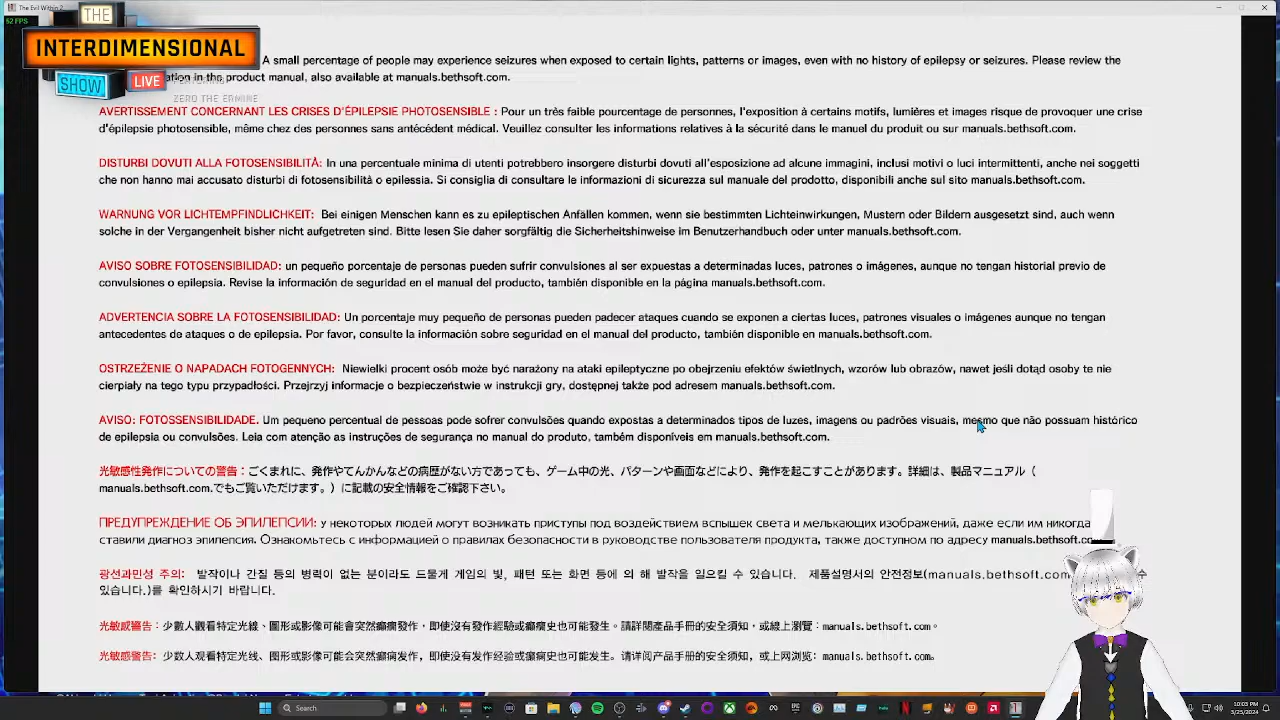 The Evil Within 2
52 FPS
THE
INTERDIMENSIONAL
SHOW
LIVE
ZERO THE ERMINE
A small percentage of people may experience seizures when exposed to certain lights, patterns or images, even with no history of epilepsy or seizures. Please review the
in the product manual, also available at manuals.bethsoft.com.
AVERTISSEMENT CONCERNANT LES CRISES D'ÉPILEPSIE PHOTOSENSIBLE : Pour un très faible pourcentage de personnes, l'exposition à certains motifs, lumières et images risque de provoquer une crise
d'épilepsie photosensible, même chez des personnes sans antécédent médical. Veuillez consulter les informations relatives à la sécurité dans le manuel du produit ou sur manuals.bethsoft.com.
DISTURBI DOVUTI ALLA FOTOSENSIBILITÀ: In una percentuale minima di utenti potrebbero insorgere disturbi dovuti all'esposizione ad alcune immagini, inclusi motivi o luci intermittenti, anche nei soggetti
che non hanno mai accusato disturbi di fotosensibilità o epilessia. Si consiglia di consultare le informazioni di sicurezza sul manuale del prodotto, disponibili anche sul sito manuals.bethsoft.com.
WARNUNG VOR LICHTEMPFINDLICHKEIT: Bei einigen Menschen kann es zu epileptischen Anfällen kommen, wenn sie bestimmten Lichteinwirkungen, Mustern oder Bildern ausgesetzt sind, auch wenn
solche in der Vergangenheit bisher nicht aufgetreten sind. Bitte lesen Sie daher sorgfältig die Sicherheitshinweise im Benutzerhandbuch oder unter manuals.bethsoft.com.
AVISO SOBRE FOTOSENSIBILIDAD: un pequeño porcentaje de personas pueden sufrir convulsiones al ser expuestas a determinadas luces, patrones o imágenes, aunque no tengan historial previo de
convulsiones o epilepsia. Revise la información de seguridad en el manual del producto, también disponible en la página manuals.bethsoft.com.
ADVERTENCIA SOBRE LA FOTOSENSIBILIDAD: Un porcentaje muy pequeño de personas pueden padecer ataques cuando se exponen a ciertas luces, patrones visuales o imágenes aunque no tengan
antecedentes de ataques o de epilepsia. Por favor, consulte la información sobre seguridad en el manual del producto, también disponible en manuals.bethsoft.com.
OSTRZEŻENIE O NAPADACH FOTOGENNYCH: Niewielki procent osób może być narażony na ataki epileptyczne po obejrzeniu efektów świetlnych, wzorów lub obrazów, nawet jeśli dotąd osoby te nie
cierpiały na tego typu przypadłości. Przejrzyj informacje o bezpieczeństwie w instrukcji gry, dostępnej także pod adresem manuals.bethsoft.com.
AVISO: FOTOSSENSIBILIDADE. Um pequeno percentual de pessoas pode sofrer convulsões quando expostas a determinados tipos de luzes, imagens ou padrões visuais, mesmo que não possuam histórico
de epilepsia ou convulsões. Leia com atenção as instruções de segurança no manual do produto, também disponíveis em manuals.bethsoft.com.
光敏感性発作についての警告：ごくまれに、発作やてんかんなどの病歴がない方であっても、ゲーム中の光、パターンや画面などにより、発作を起こすことがあります。詳細は、製品マニュアル（
manuals.bethsoft.com.でもご覧いただけます。）に記載の安全情報をご確認下さい。
ПРЕДУПРЕЖДЕНИЕ ОБ ЭПИЛЕПСИИ: у некоторых людей могут возникать приступы под воздействием вспышек света и мелькающих изображений, даже если им никогда
ставили диагноз эпилепсия. Ознакомьтесь с информацией о правилах безопасности в руководстве пользователя продукта, также доступном по адресу manuals.bethsoft.co
광선과민성 주의: 발작이나 간질 등의 병력이 없는 분이라도 드물게 게임의 빛, 패턴 또는 화면 등에 의 해 발작을 일으킬 수 있습니다. 제품설명서의 안전정보(manuals.bethsoft.com 수
있습니다.)를 확인하시기 바랍니다.
光敏感警告：少數人觀看特定光線、圖形或影像可能會突然癲癇發作，即使沒有發作經驗或癲癇史也可能發生。請詳閱產品手冊的安全須知，或線上瀏覽：manuals.bethsoft.com。
光敏感警告：少数人观看特定光线、图形或影像可能会突然癫痫发作，即使没有发作经验或癫痫史也可能发生。请详阅产品手册的安全须知，或上网浏览：manuals.bethsoft.com。
Search
10:03 PM
3/25/2024